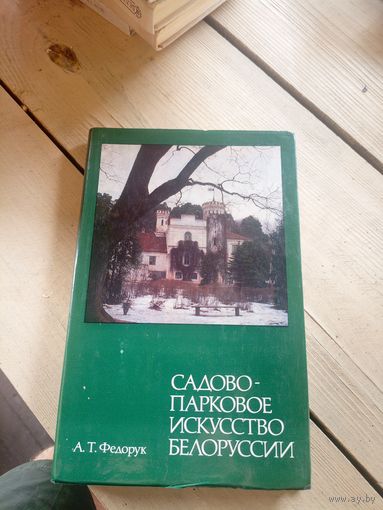 САДОВО-
ПАРКОВОЕ
ИСКУССТВО
БЕЛОРУССИИ
А. Т. Федорук
www.ay.by